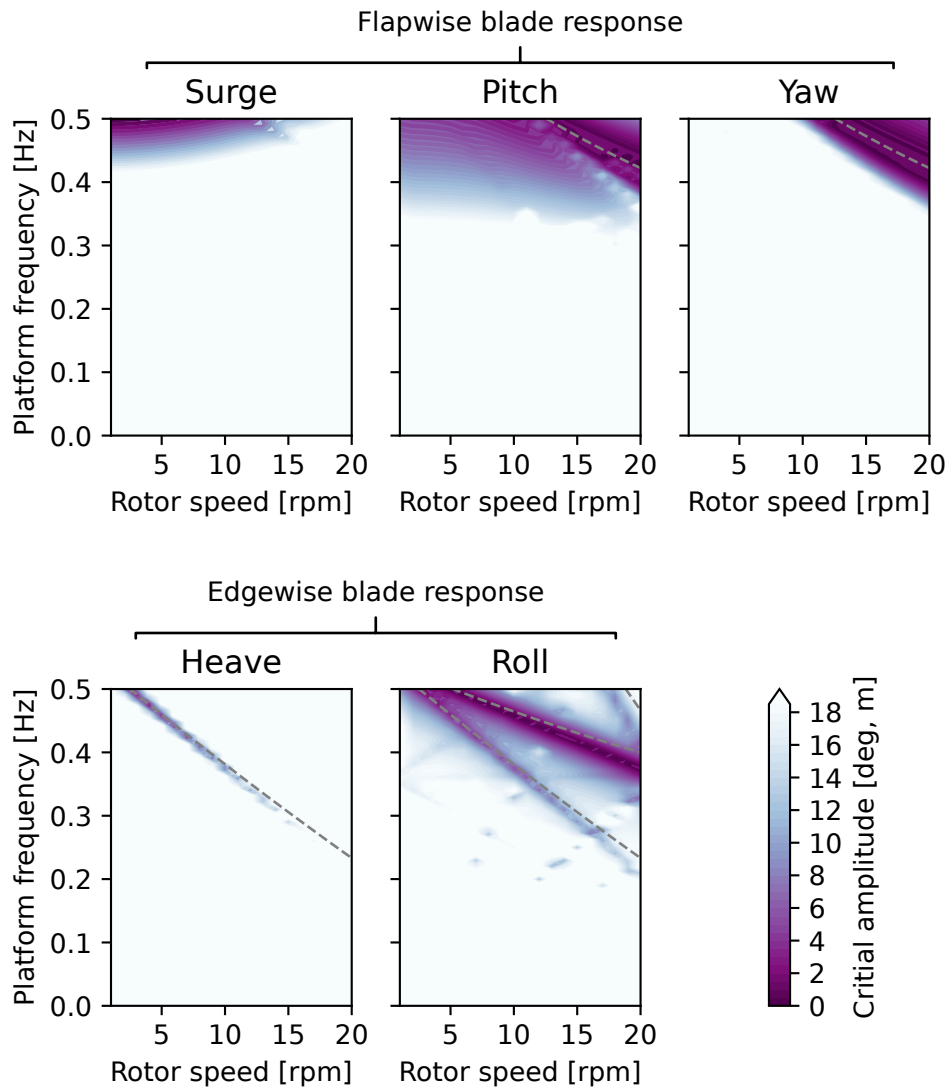 Flapwise blade response
Surge
Pitch
Yaw
Platform frequency [Hz]
0.5
0.4
0.3
0.2
0.1
0.0
5 10 15 20
5 10 15 20
5 10 15 20
Rotor speed [rpm]
Rotor speed [rpm]
Rotor speed [rpm]
Edgewise blade response
Heave
Roll
Platform frequency [Hz]
0.5
0.4
0.3
0.2
0.1
0.0
5 10 15 20
5 10 15 20
Rotor speed [rpm]
Rotor speed [rpm]
18
16
14
12
10
8
6
4
2
0
Critial amplitude [deg, m]